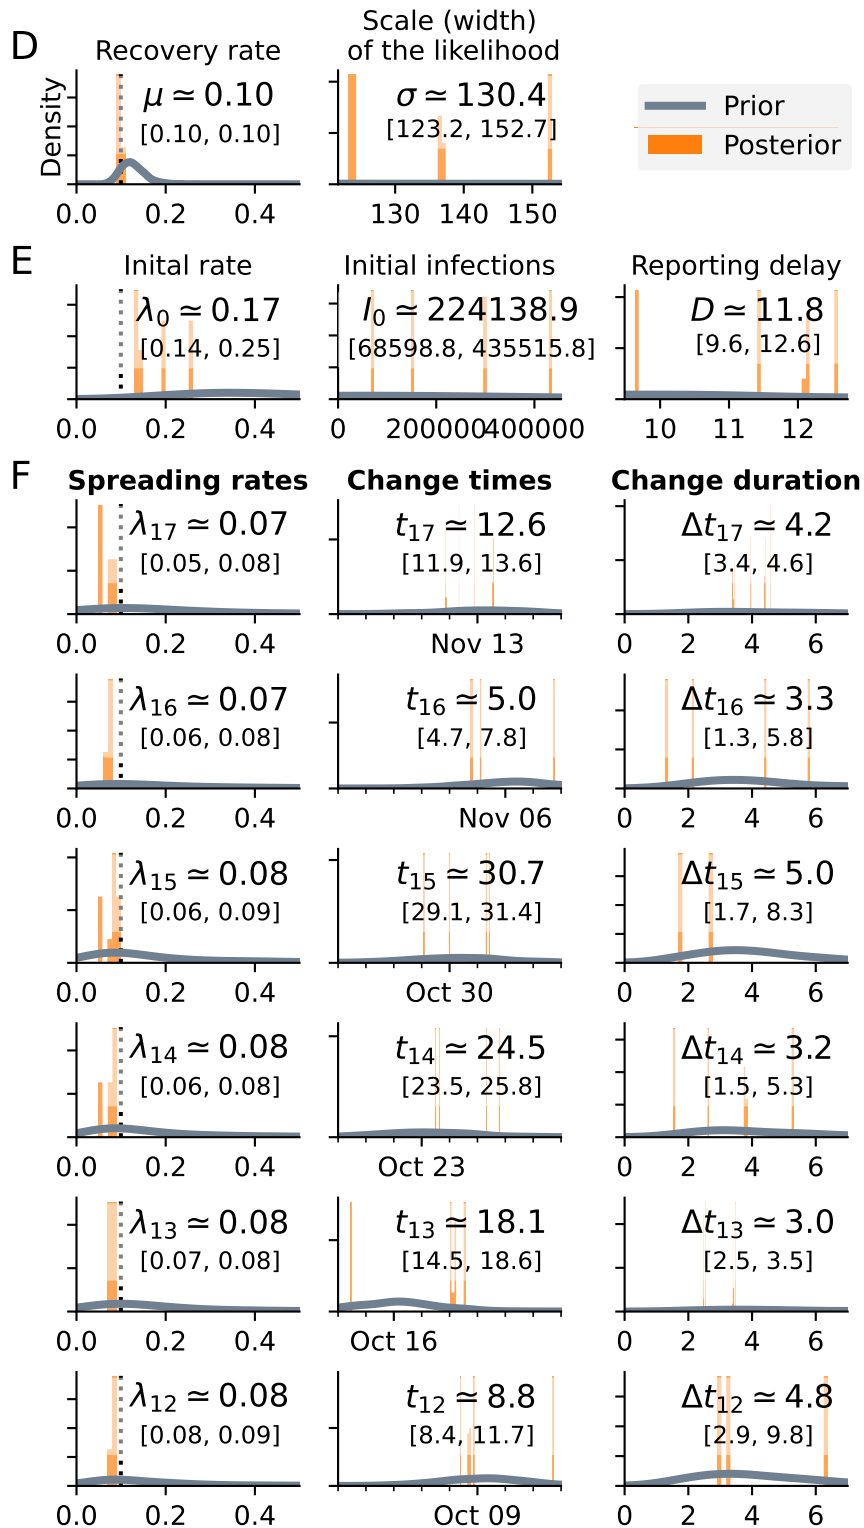 D
Recovery rate
Scale (width)
of the likelihood
Density
μ ≃ 0.10
[0.10, 0.10]
σ ≃ 130.4
[123.2, 152.7]
Prior
Posterior
0.0 0.2 0.4
130 140 150
E
Inital rate
Initial infections
Reporting delay
λ0 ≃ 0.17
[0.14, 0.25]
I0 ≃ 224138.9
[68598.8, 435515.8]
D ≃ 11.8
[9.6, 12.6]
0.0 0.2 0.4
0 200000 400000
10 11 12
F
Spreading rates
Change times
Change duration
λ17 ≃ 0.07
[0.05, 0.08]
t17 ≃ 12.6
[11.9, 13.6]
Δt17 ≃ 4.2
[3.4, 4.6]
0.0 0.2 0.4
Nov 13
0 2 4 6
λ16 ≃ 0.07
[0.06, 0.08]
t16 ≃ 5.0
[4.7, 7.8]
Δt16 ≃ 3.3
[1.3, 5.8]
0.0 0.2 0.4
Nov 06
0 2 4 6
λ15 ≃ 0.08
[0.06, 0.09]
t15 ≃ 30.7
[29.1, 31.4]
Δt15 ≃ 5.0
[1.7, 8.3]
0.0 0.2 0.4
Oct 30
0 2 4 6
λ14 ≃ 0.08
[0.06, 0.08]
t14 ≃ 24.5
[23.5, 25.8]
Δt14 ≃ 3.2
[1.5, 5.3]
0.0 0.2 0.4
Oct 23
0 2 4 6
λ13 ≃ 0.08
[0.07, 0.08]
t13 ≃ 18.1
[14.5, 18.6]
Δt13 ≃ 3.0
[2.5, 3.5]
0.0 0.2 0.4
Oct 16
0 2 4 6
λ12 ≃ 0.08
[0.08, 0.09]
t12 ≃ 8.8
[8.4, 11.7]
Δt12 ≃ 4.8
[2.9, 9.8]
0.0 0.2 0.4
Oct 09
0 2 4 6